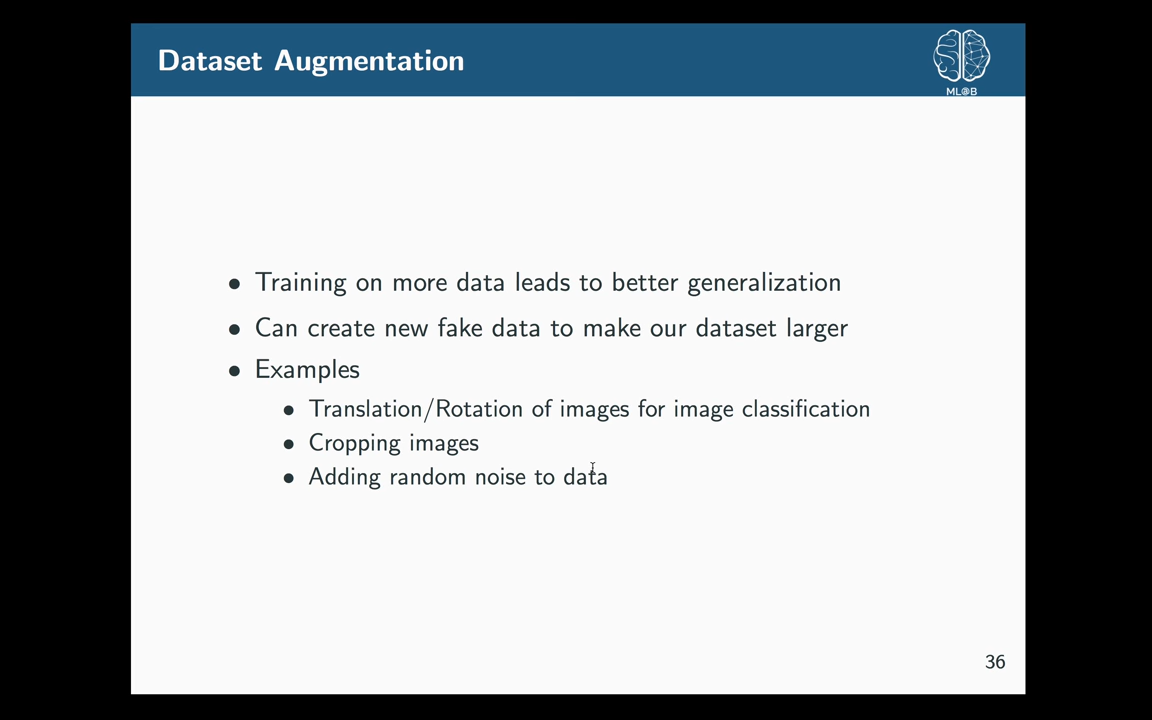 Dataset Augmentation
ML@B
• Training on more data leads to better generalization
• Can create new fake data to make our dataset larger
• Examples
• Translation/Rotation of images for image classification
• Cropping images
• Adding random noise to data
36